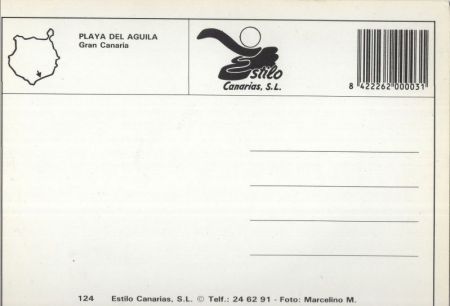 PLAYA DEL AGUILA
Gran Canaria
Estilo
Canarias, S.L.
8 422262 000031
124 Estilo Canarias, S.L. © Telf.: 24 62 91 - Foto: Marcelino M.